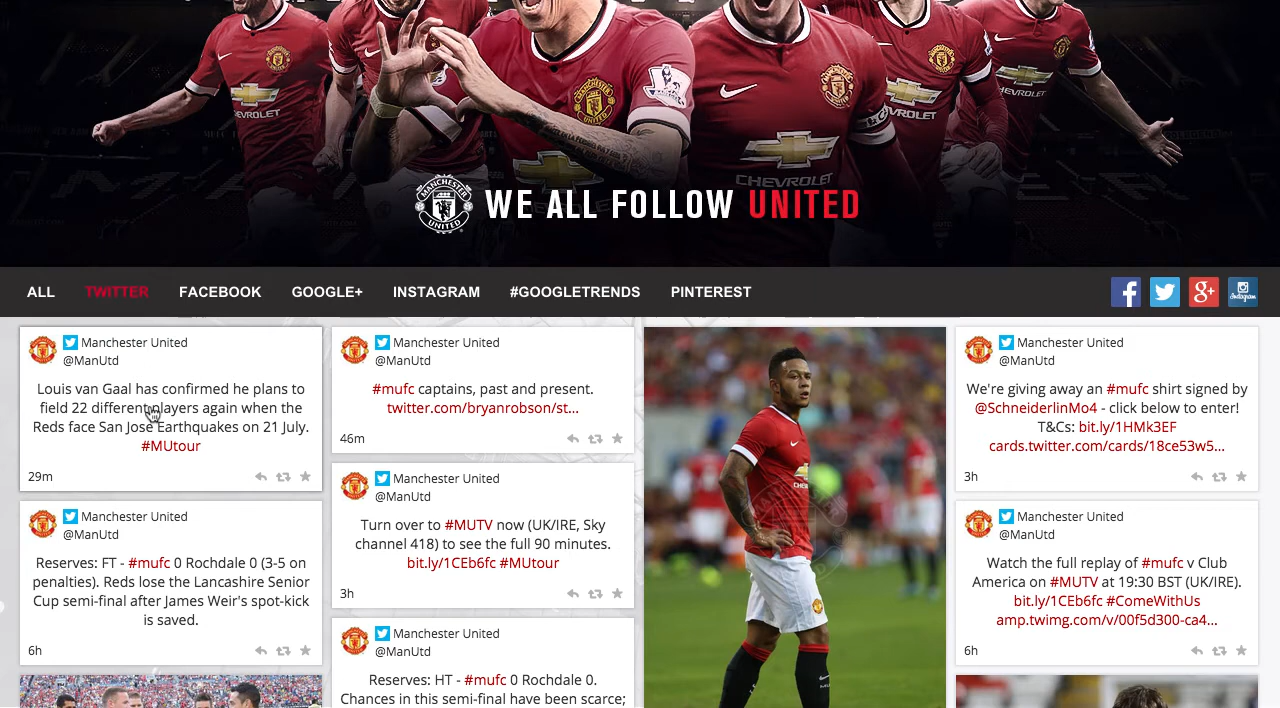 CHEVROLET
CHEVROLET
CHEVROLET
CHEVROLET
MANCHESTER
UNITED
WE ALL FOLLOW UNITED
ALL
TWITTER
FACEBOOK
GOOGLE+
INSTAGRAM
#GOOGLETRENDS
PINTEREST
Instagram
Manchester United
@ManUtd
Louis van Gaal has confirmed he plans to
field 22 different players again when the
Reds face San Jose Earthquakes on 21 July.
#MUtour
29m
Manchester United
@ManUtd
Reserves: FT - #mufc 0 Rochdale 0 (3-5 on
penalties). Reds lose the Lancashire Senior
Cup semi-final after James Weir's spot-kick
is saved.
6h
Manchester United
@ManUtd
#mufc captains, past and present.
twitter.com/bryanrobson/st...
46m
Manchester United
@ManUtd
Turn over to #MUTV now (UK/IRE, Sky
channel 418) to see the full 90 minutes.
bit.ly/1CEb6fc #MUtour
3h
Manchester United
@ManUtd
Reserves: HT - #mufc 0 Rochdale 0.
Chances in this semi-final have been scarce;
Manchester United
@ManUtd
We're giving away an #mufc shirt signed by
@SchneiderlinMo4 - click below to enter!
T&Cs: bit.ly/1HMk3EF
cards.twitter.com/cards/18ce53w5...
3h
Manchester United
@ManUtd
Watch the full replay of #mufc v Club
America on #MUTV at 19:30 BST (UK/IRE).
bit.ly/1CEb6fc #ComeWithUs
amp.twimg.com/v/00f5d300-ca4...
6h